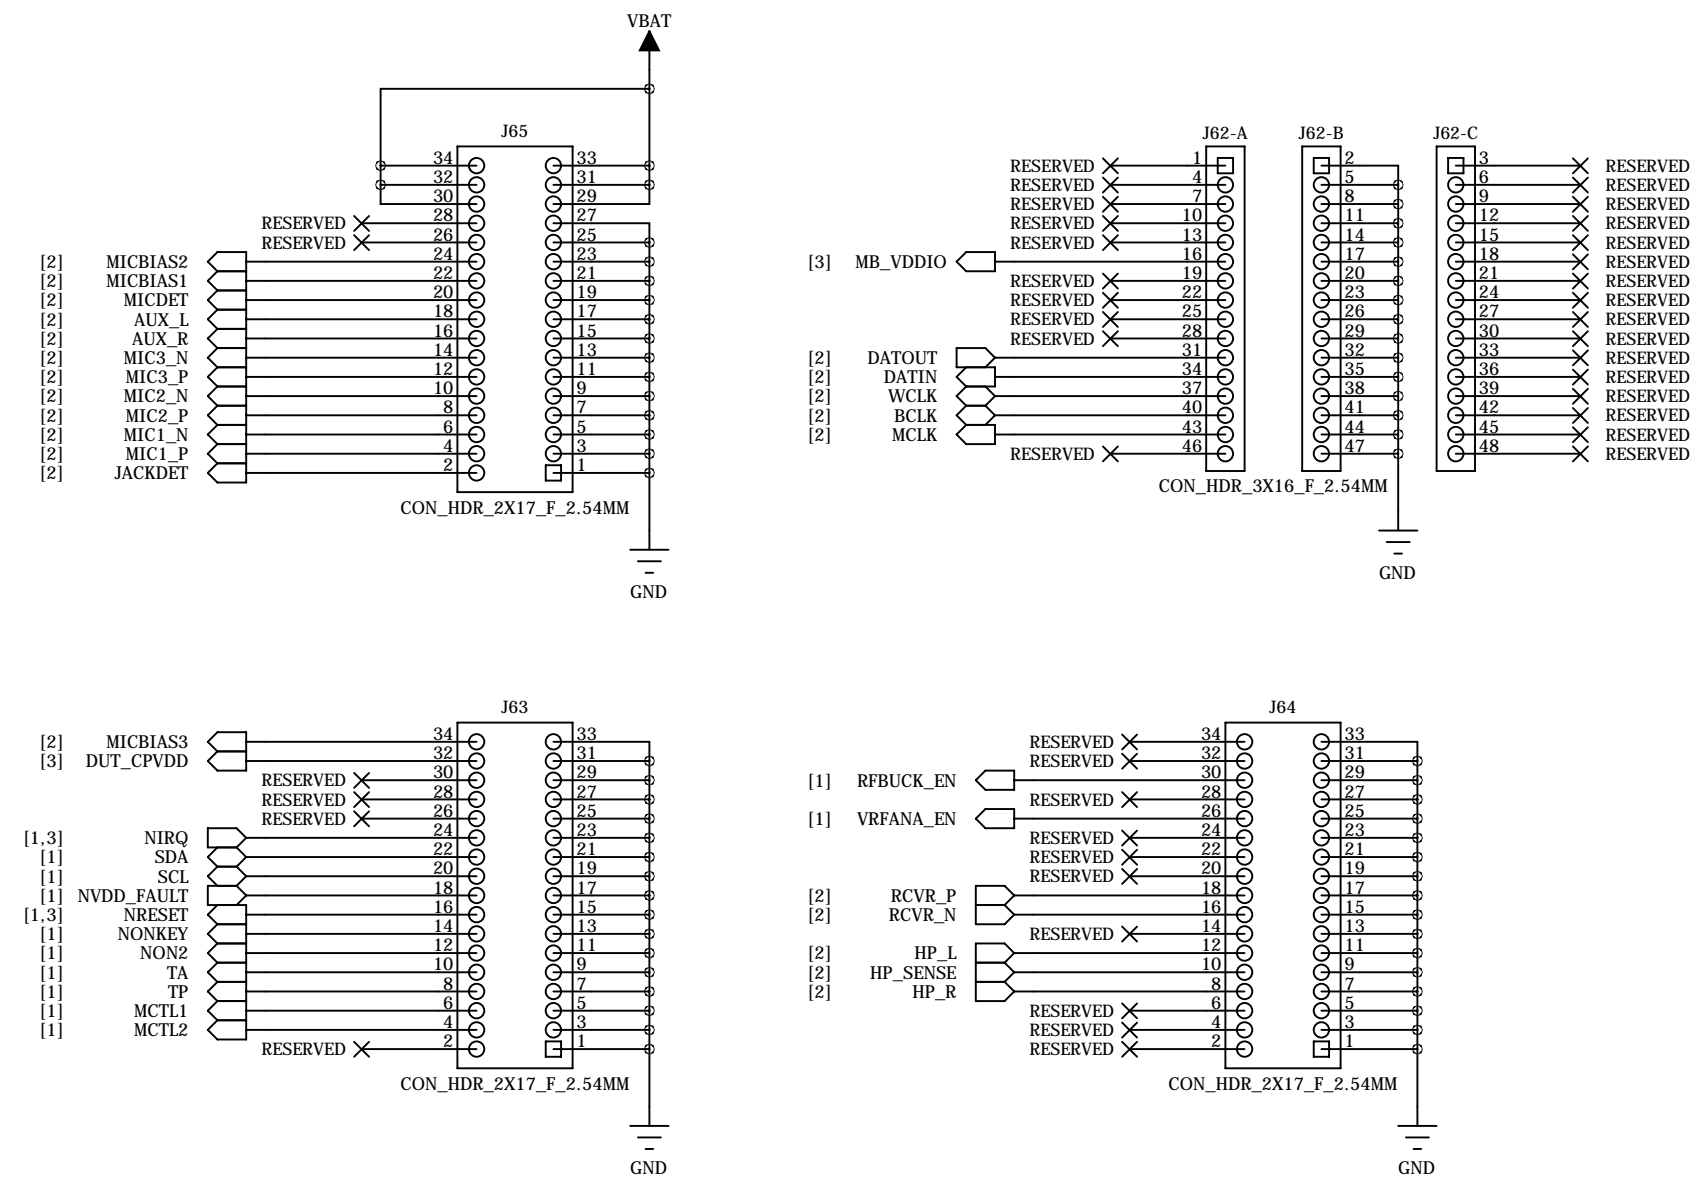 VBAT
J65
34 33
32 31
30 29
RESERVED 28 27
RESERVED 26 25
[2] MICBIAS2 24 23
[2] MICBIAS1 22 21
[2] MICDET 20 19
[2] AUX_L 18 17
[2] AUX_R 16 15
[2] MIC3_N 14 13
[2] MIC3_P 12 11
[2] MIC2_N 10 9
[2] MIC2_P 8 7
[2] MIC1_N 6 5
[2] MIC1_P 4 3
[2] JACKDET 2 1
CON_HDR_2X17_F_2.54MM
GND
J62-A J62-B J62-C
RESERVED 1 2 3 RESERVED
RESERVED 4 5 6 RESERVED
RESERVED 7 8 9 RESERVED
RESERVED 10 11 12 RESERVED
RESERVED 13 14 15 RESERVED
[3] MB_VDDIO 16 17 18 RESERVED
RESERVED 19 20 21 RESERVED
RESERVED 22 23 24 RESERVED
RESERVED 25 26 27 RESERVED
RESERVED 28 29 30 RESERVED
[2] DATOUT 31 32 33 RESERVED
[2] DATIN 34 35 36 RESERVED
[2] WCLK 37 38 39 RESERVED
[2] BCLK 40 41 42 RESERVED
[2] MCLK 43 44 45 RESERVED
RESERVED 46 47 48 RESERVED
CON_HDR_3X16_F_2.54MM
GND
J63
[2] MICBIAS3 34 33
[3] DUT_CPVDD 32 31
RESERVED 30 29
RESERVED 28 27
RESERVED 26 25
[1,3] NIRQ 24 23
[1] SDA 22 21
[1] SCL 20 19
[1] NVDD_FAULT 18 17
[1,3] NRESET 16 15
[1] NONKEY 14 13
[1] NON2 12 11
[1] TA 10 9
[1] TP 8 7
[1] MCTL1 6 5
[1] MCTL2 4 3
RESERVED 2 1
CON_HDR_2X17_F_2.54MM
GND
J64
RESERVED 34 33
RESERVED 32 31
[1] RFBUCK_EN 30 29
RESERVED 28 27
[1] VRFANA_EN 26 25
RESERVED 24 23
RESERVED 22 21
RESERVED 20 19
[2] RCVR_P 18 17
[2] RCVR_N 16 15
RESERVED 14 13
[2] HP_L 12 11
[2] HP_SENSE 10 9
[2] HP_R 8 7
RESERVED 6 5
RESERVED 4 3
RESERVED 2 1
CON_HDR_2X17_F_2.54MM
GND